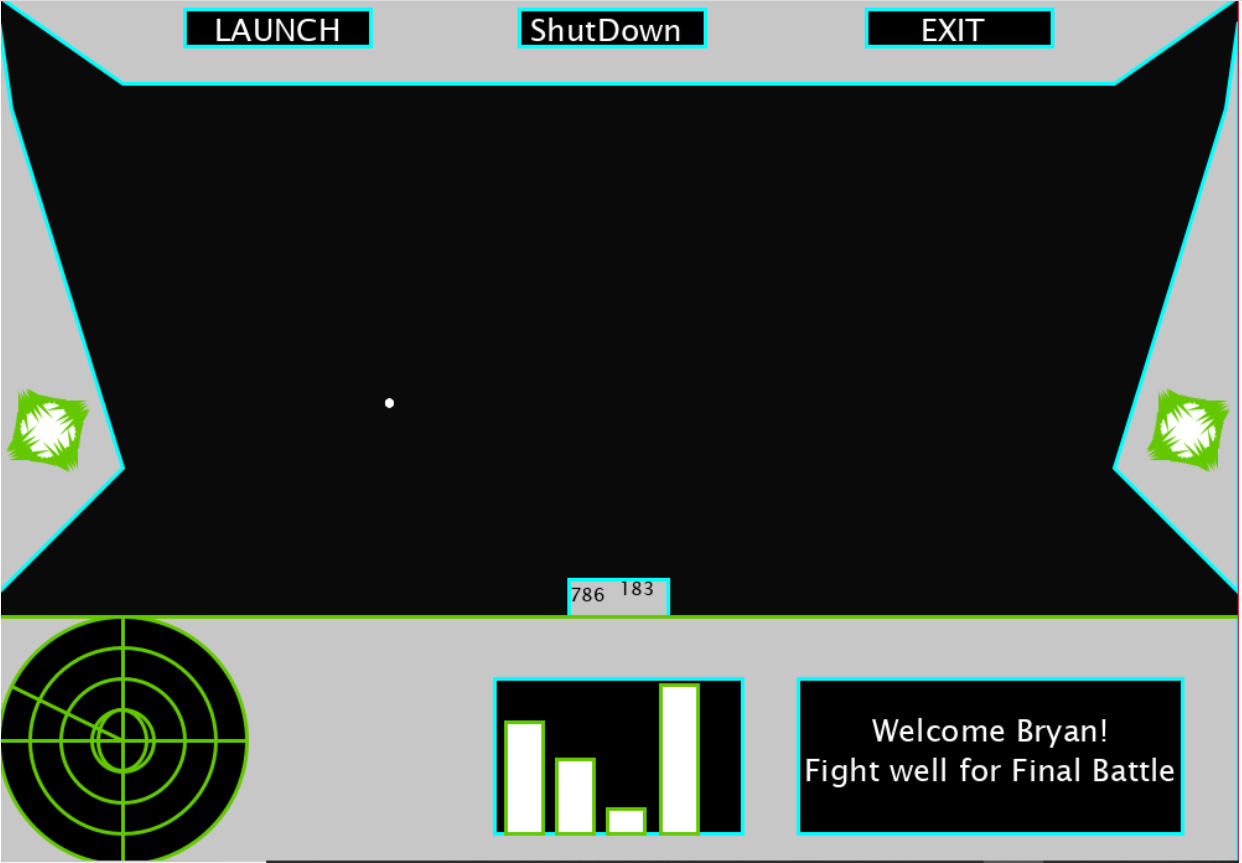 LAUNCH
ShutDown
EXIT
786
183
Welcome Bryan!
Fight well for Final Battle